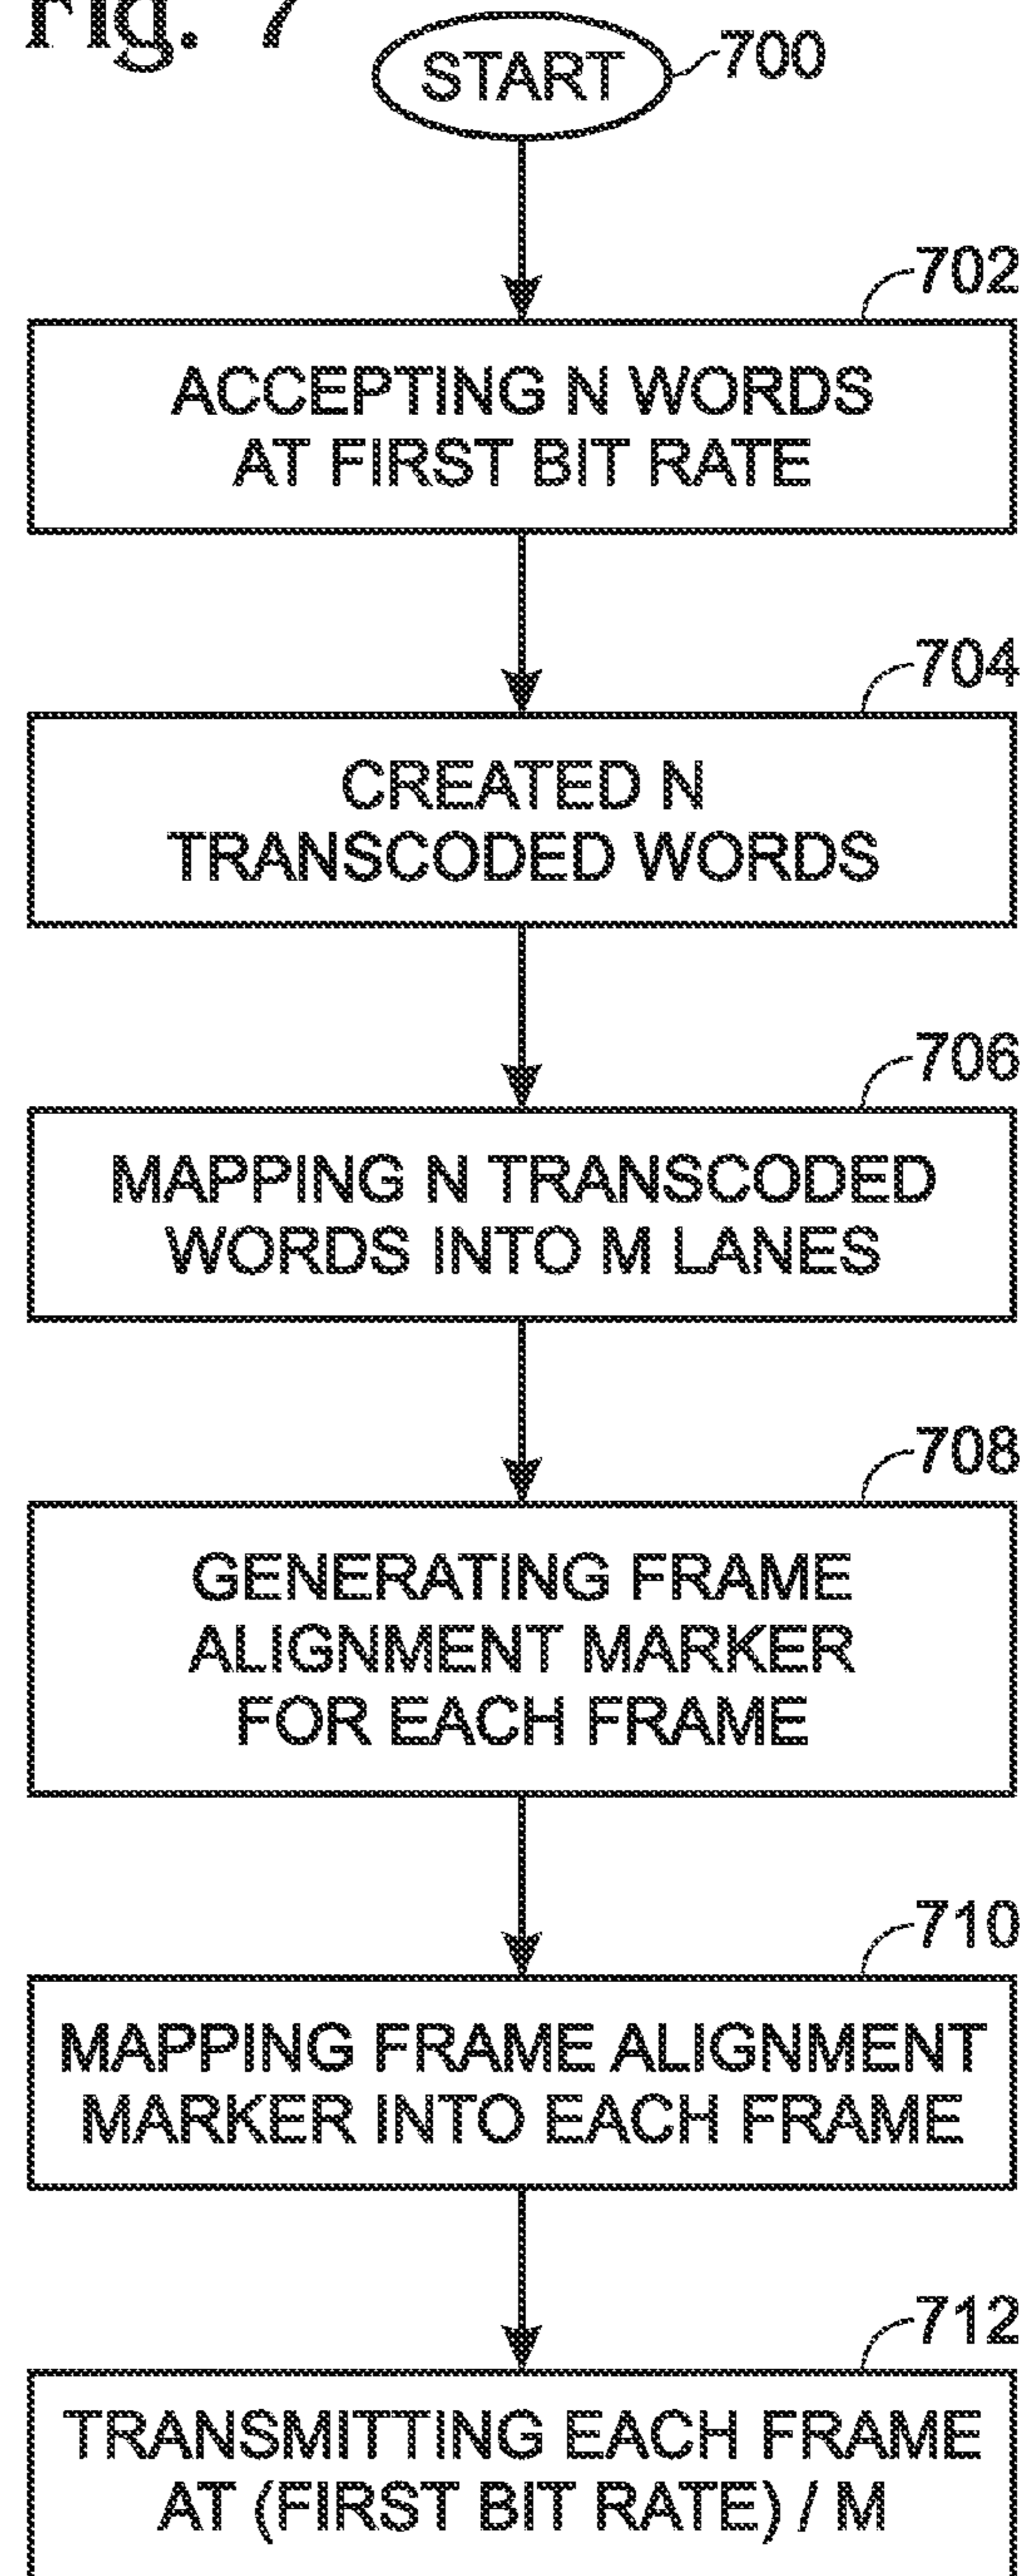 Fig. 7
START
700
702
ACCEPTING N WORDS
AT FIRST BIT RATE
704
CREATED N
TRANSCODED WORDS
706
MAPPING N TRANSCODED
WORDS INTO M LANES
708
GENERATING FRAME
ALIGNMENT MARKER
FOR EACH FRAME
710
MAPPING FRAME ALIGNMENT
MARKER INTO EACH FRAME
712
TRANSMITTING EACH FRAME
AT (FIRST BIT RATE) / M